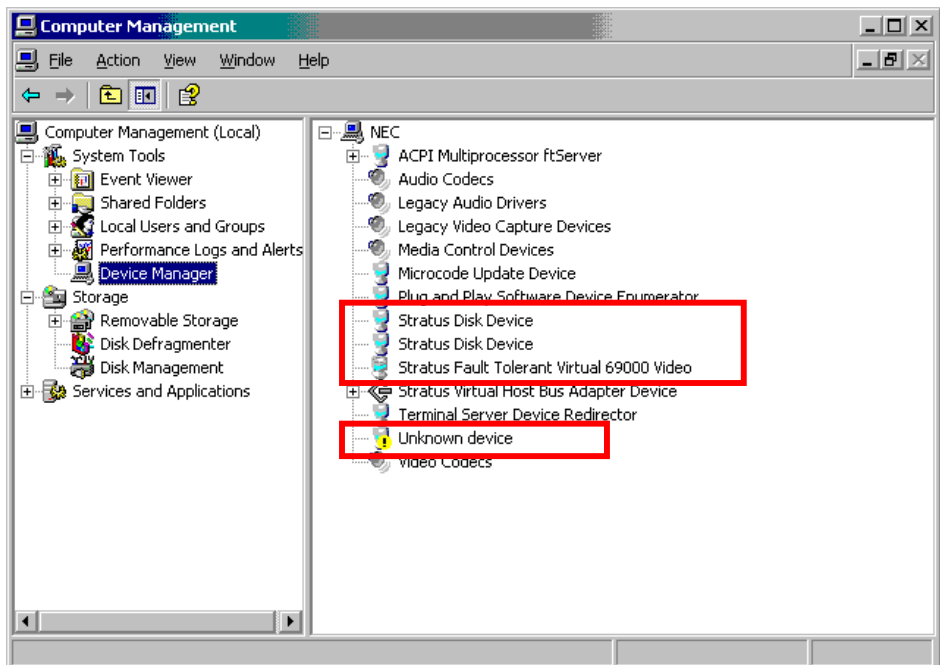 Computer Management
File Action View Window Help
Computer Management (Local)
System Tools
Event Viewer
Shared Folders
Local Users and Groups
Performance Logs and Alerts
Device Manager
Storage
Removable Storage
Disk Defragmenter
Disk Management
Services and Applications
NEC
ACPI Multiprocessor ftServer
Audio Codecs
Legacy Audio Drivers
Legacy Video Capture Devices
Media Control Devices
Microcode Update Device
Plug and Play Software Device Enumerator
Stratus Disk Device
Stratus Disk Device
Stratus Fault Tolerant Virtual 69000 Video
Stratus Virtual Host Bus Adapter Device
Terminal Server Device Redirector
Unknown device
Video Codecs